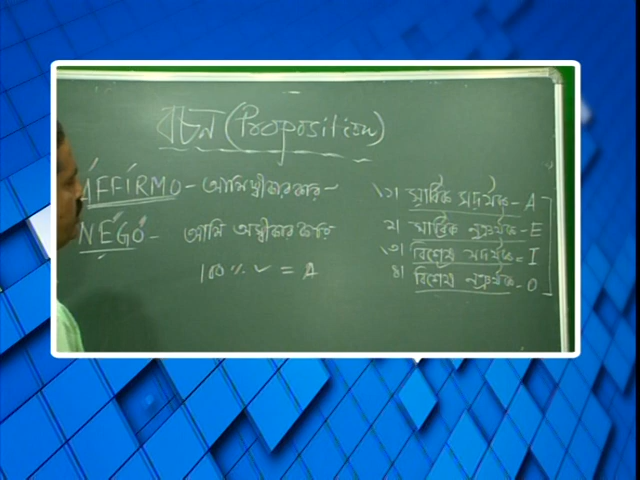 বচন (Proposition)
AFFIRMO - আমি স্বীকার করি -
NEGO - আমি অস্বীকার করি
100% ✓ = A
১) সার্বিক সদর্থক - A
২) সার্বিক নঞর্থক - E
৩) বিশেষ সদর্থক = I
৪) বিশেষ নঞর্থক - O